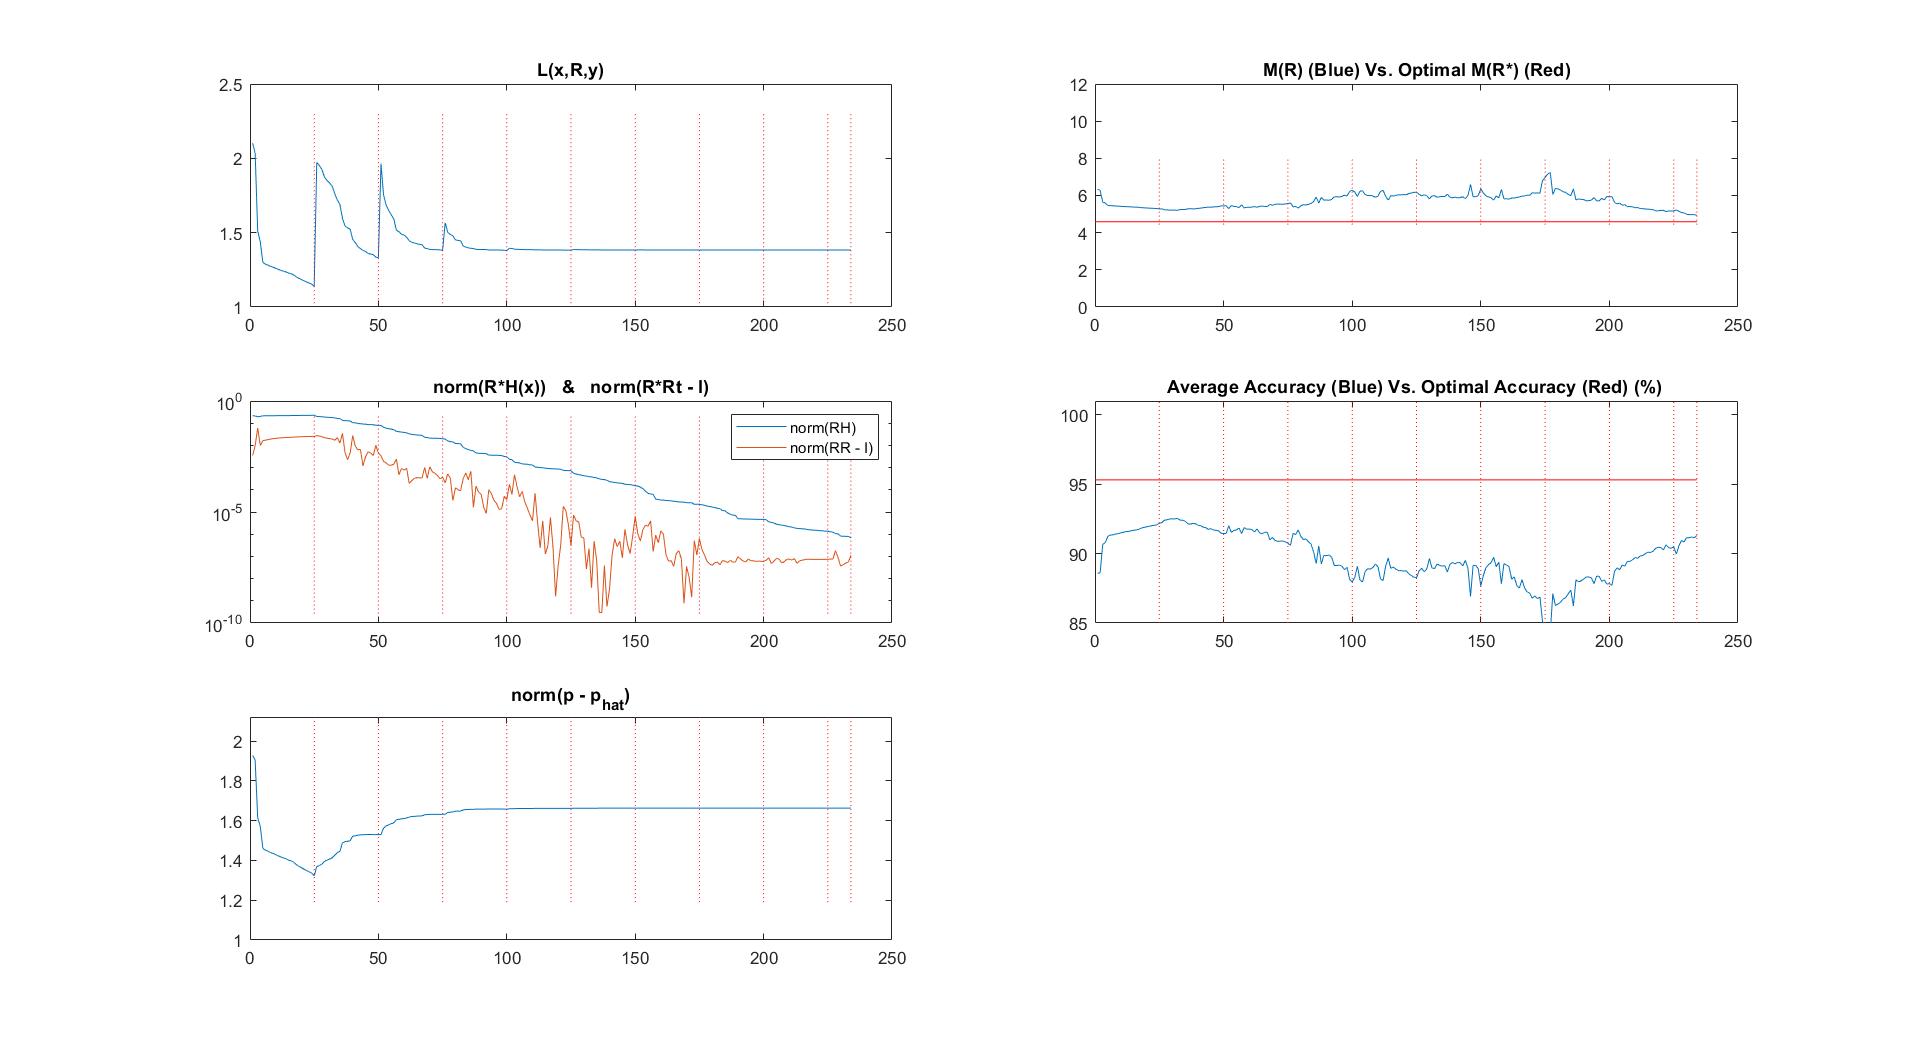 L(x,R,y)
2.5
2
1.5
1
0 50 100 150 200 250
M(R) (Blue) Vs. Optimal M(R*) (Red)
12
10
8
6
4
2
0
0 50 100 150 200 250
norm(R*H(x)) & norm(R*Rt - I)
10^0
10^-5
10^-10
norm(RH)
norm(RR - I)
0 50 100 150 200 250
Average Accuracy (Blue) Vs. Optimal Accuracy (Red) (%)
100
95
90
85
0 50 100 150 200 250
norm(p - p_hat)
2
1.8
1.6
1.4
1.2
1
0 50 100 150 200 250